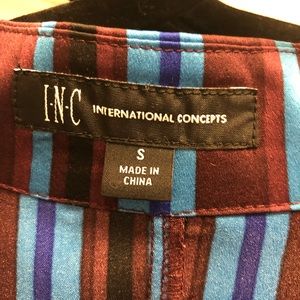 I·N·C INTERNATIONAL CONCEPTS
S
MADE IN
CHINA